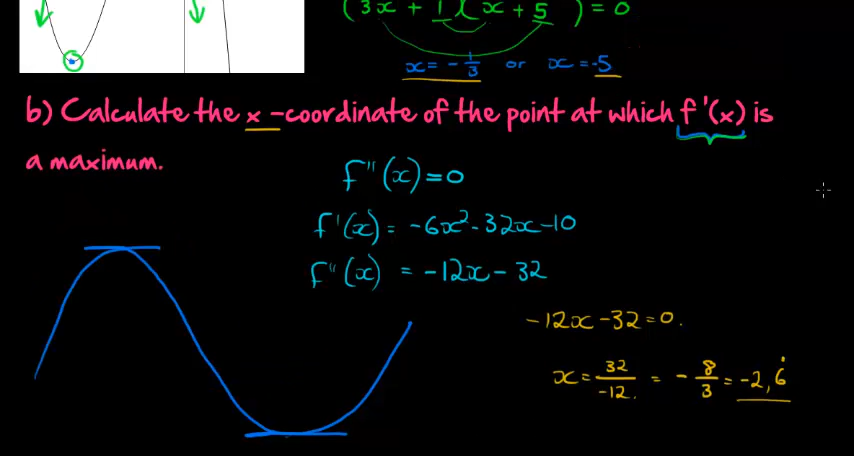 (3x + 1)(x + 5) = 0
x = -1/3 or x = -5
b) Calculate the x-coordinate of the point at which f'(x) is
a maximum.
f''(x) = 0
f'(x) = -6x² - 32x - 10
f''(x) = -12x - 32
-12x - 32 = 0.
x = 32/-12. = -8/3 = -2,6̇